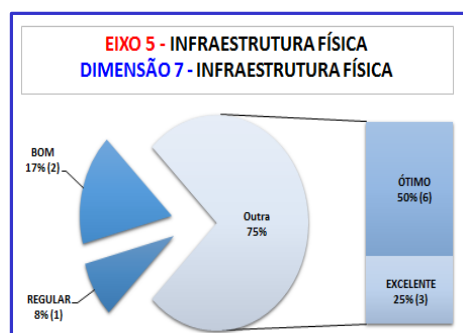 EIXO 5 - INFRAESTRUTURA FÍSICA
DIMENSÃO 7 - INFRAESTRUTURA FÍSICA
BOM
17% (2)
REGULAR
8% (1)
Outra
75%
ÓTIMO
50% (6)
EXCELENTE
25% (3)